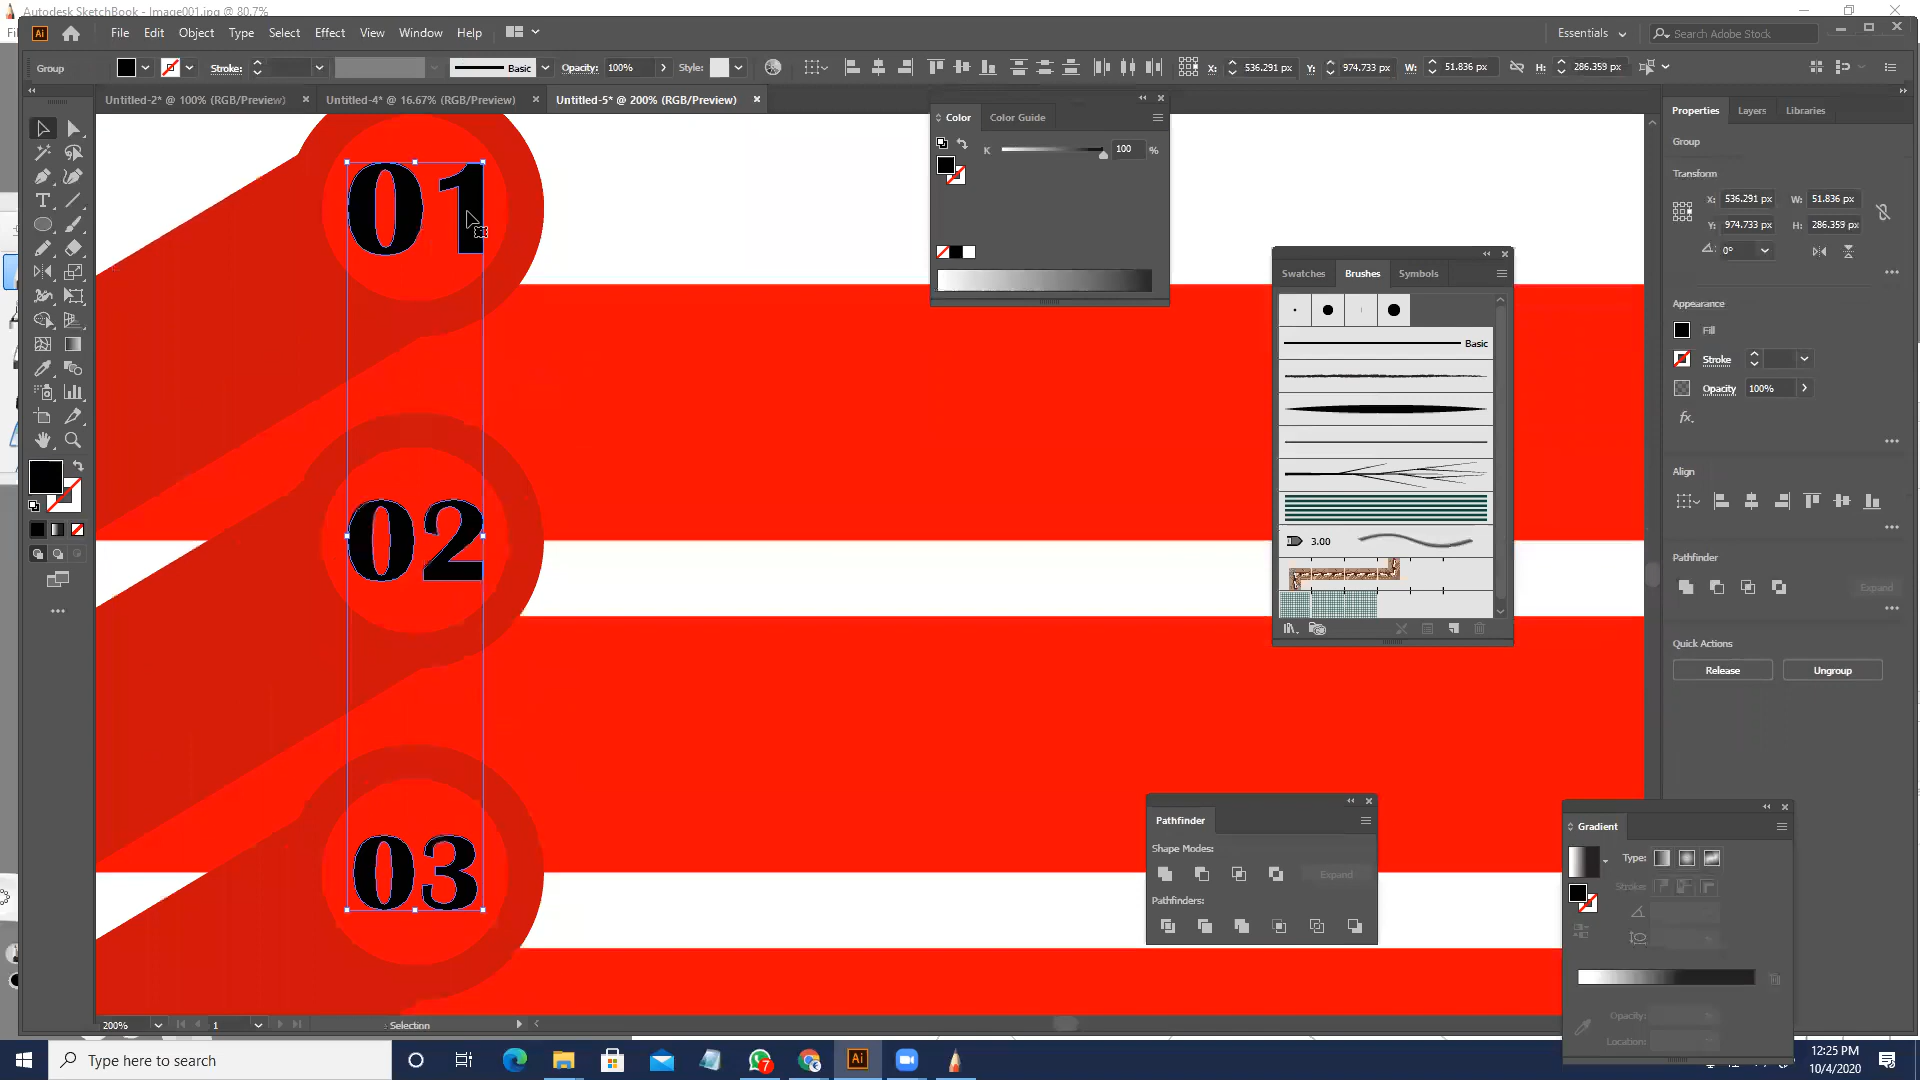 Autodesk SketchBook - Image001.jpg @ 80.7%
Ai File Edit Object Type Select Effect View Window Help Essentials Search Adobe Stock
Group Stroke: Basic Opacity: 100% Style: X: 536.291 px Y: 974.733 px W: 51.836 px H: 286.359 px
Untitled-2* @ 100% (RGB/Preview) × Untitled-4* @ 16.67% (RGB/Preview) × Untitled-5* @ 200% (RGB/Preview) ×
Color Color Guide
K 100 %
01
02
03
Swatches Brushes Symbols
Basic
3.00
Properties Layers Libraries
Group
Transform
X: 536.291 px W: 51.836 px
Y: 974.733 px H: 286.359 px
0°
Appearance
Fill
Stroke
Opacity 100%
fx.
Align
Pathfinder
Expand
Quick Actions
Release Ungroup
Pathfinder
Shape Modes:
Expand
Pathfinders:
Gradient
Type:
Stroke:
Opacity:
Location:
200% 1 Selection
Type here to search
7
Ai
12:25 PM
10/4/2020